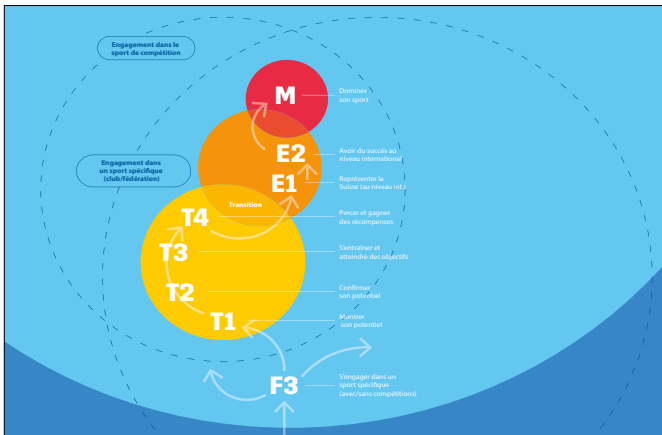 Engagement dans le
sport de compétition
M
Dominer
son sport
E2
Avoir du succès au
niveau international
Engagement dans
un sport spécifique
(club/fédération)
E1
Représenter la
Suisse (au niveau int.)
Transition
T4
Percer et gagner
des récompenses
T3
S'entraîner et
atteindre des objectifs
T2
Confirmer
son potentiel
T1
Montrer
son potentiel
F3
S'engager dans un
sport spécifique
(avec/sans compétitions)